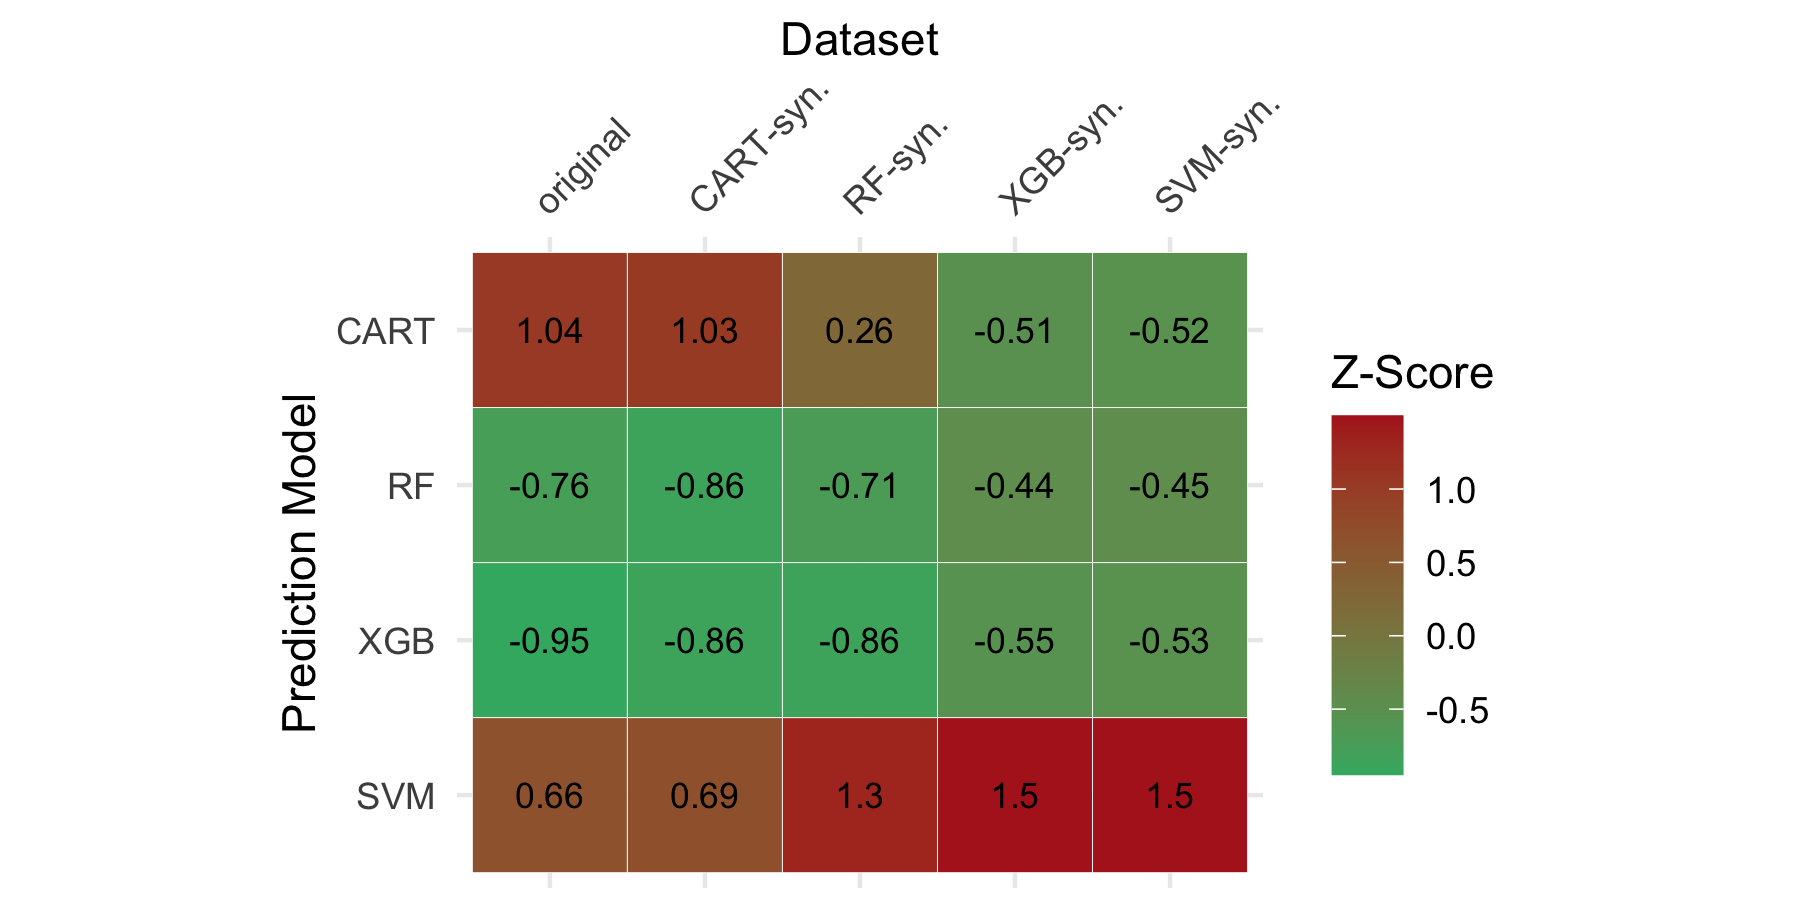 Dataset
original CART-syn. RF-syn. XGB-syn. SVM-syn.
Prediction Model
CART 1.04 1.03 0.26 -0.51 -0.52
RF -0.76 -0.86 -0.71 -0.44 -0.45
XGB -0.95 -0.86 -0.86 -0.55 -0.53
SVM 0.66 0.69 1.3 1.5 1.5
Z-Score
1.0
0.5
0.0
-0.5